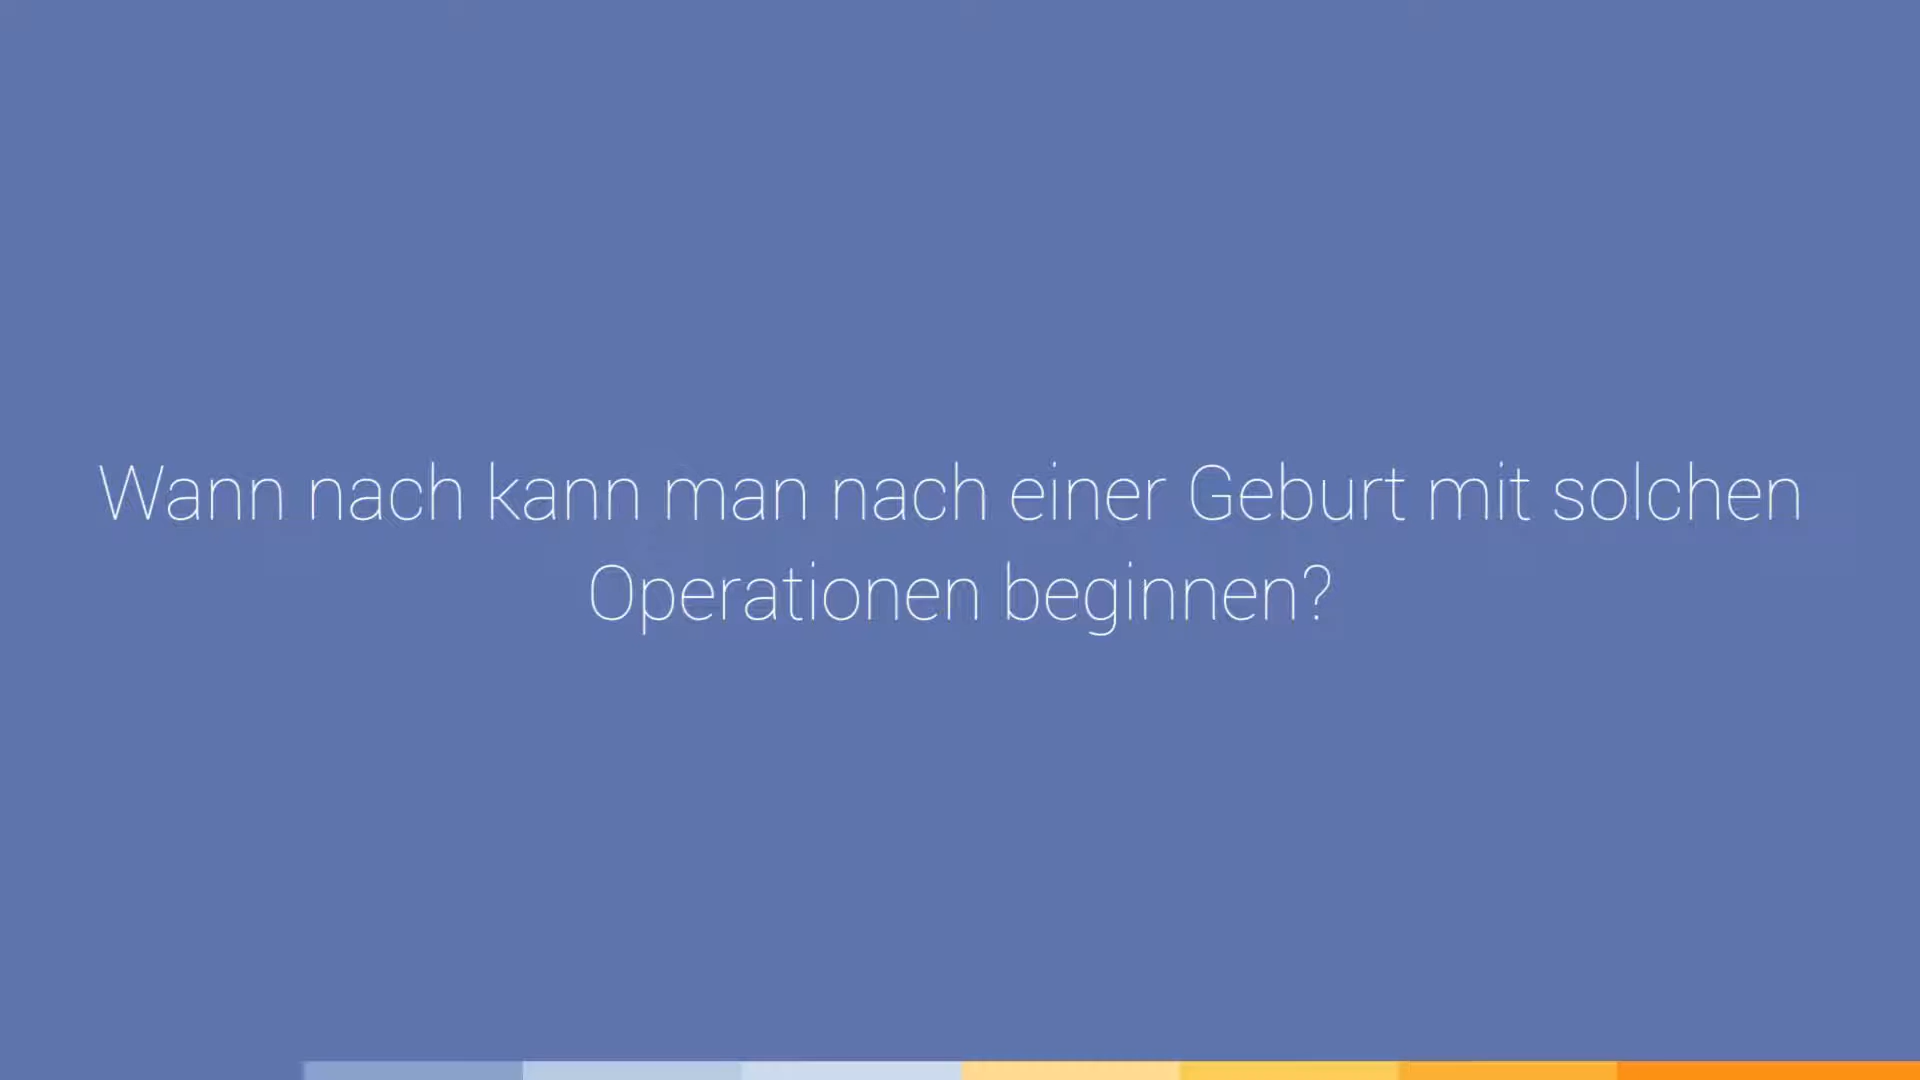 Wann nach kann man nach einer Geburt mit solchen
Operationen beginnen?